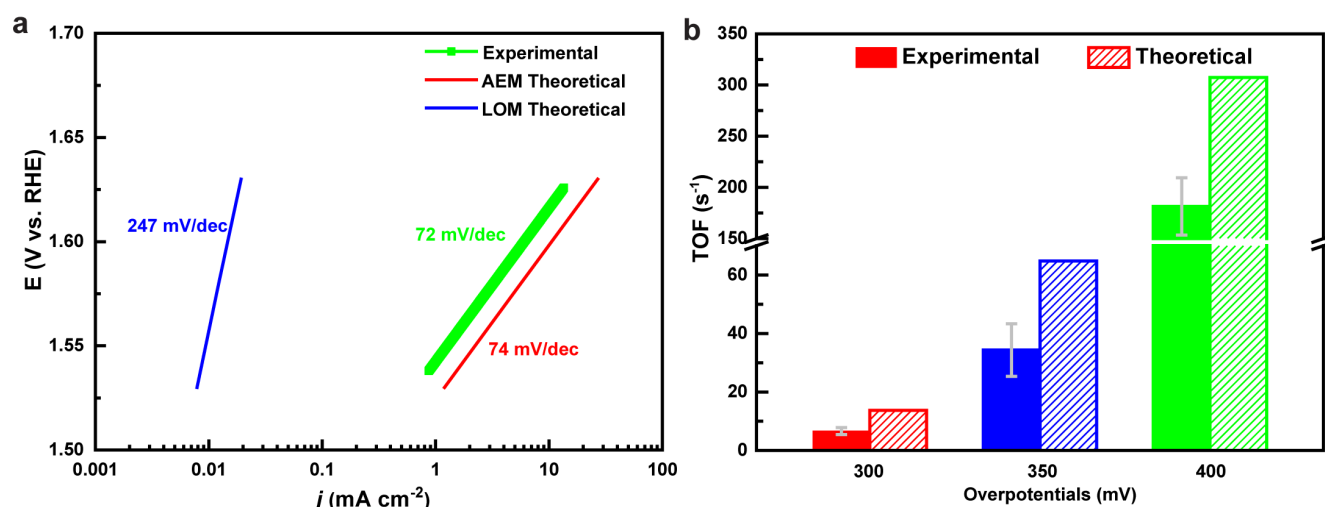 a
E (V vs. RHE)
1.70
1.65
1.60
1.55
1.50
Experimental
AEM Theoretical
LOM Theoretical
247 mV/dec
72 mV/dec
74 mV/dec
0.001
0.01
0.1
1
10
100
j (mA cm⁻²)
b
TOF (s⁻¹)
350
300
250
200
150
60
40
20
0
Experimental
Theoretical
300
350
400
Overpotentials (mV)